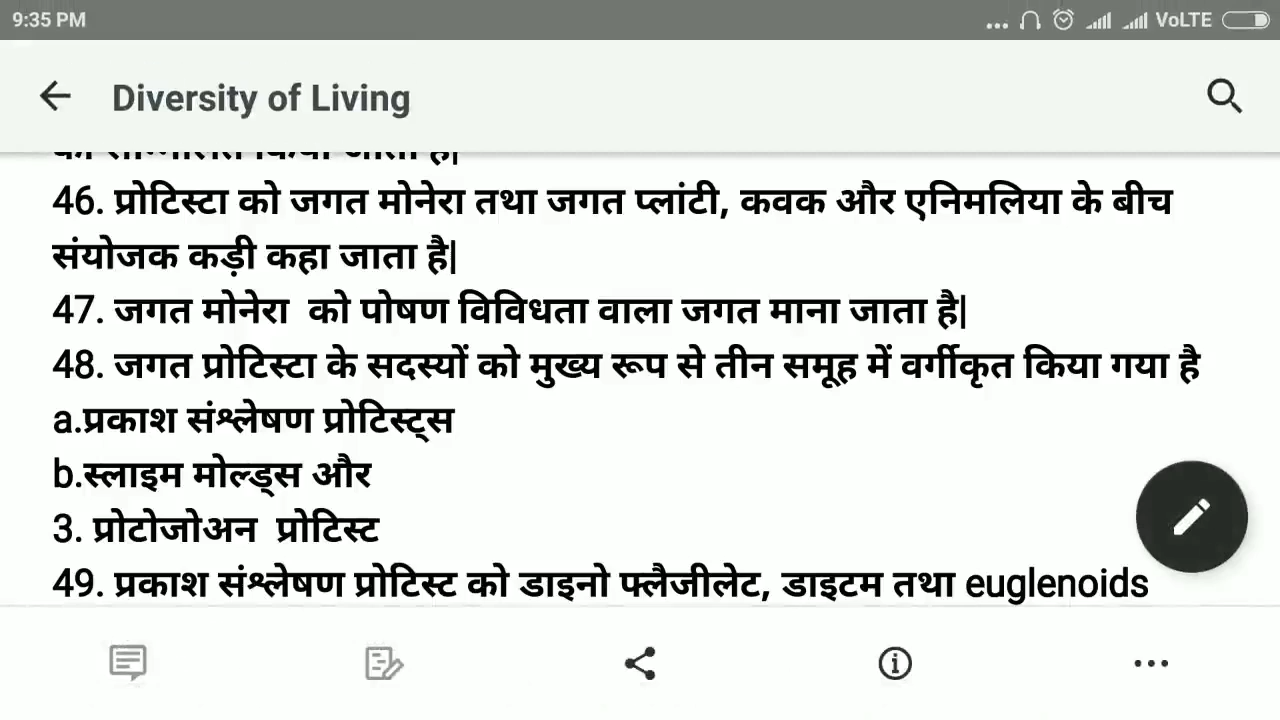 9:35 PM
VoLTE
Diversity of Living
46. प्रोटिस्टा को जगत मोनेरा तथा जगत प्लांटी, कवक और एनिमलिया के बीच
संयोजक कड़ी कहा जाता है|
47. जगत मोनेरा  को पोषण विविधता वाला जगत माना जाता है|
48. जगत प्रोटिस्टा के सदस्यों को मुख्य रूप से तीन समूह में वर्गीकृत किया गया है
a.प्रकाश संश्लेषण प्रोटिस्ट्स
b.स्लाइम मोल्ड्स और
3. प्रोटोजोअन  प्रोटिस्ट
49. प्रकाश संश्लेषण प्रोटिस्ट को डाइनो फ्लैजीलेट, डाइटम तथा euglenoids